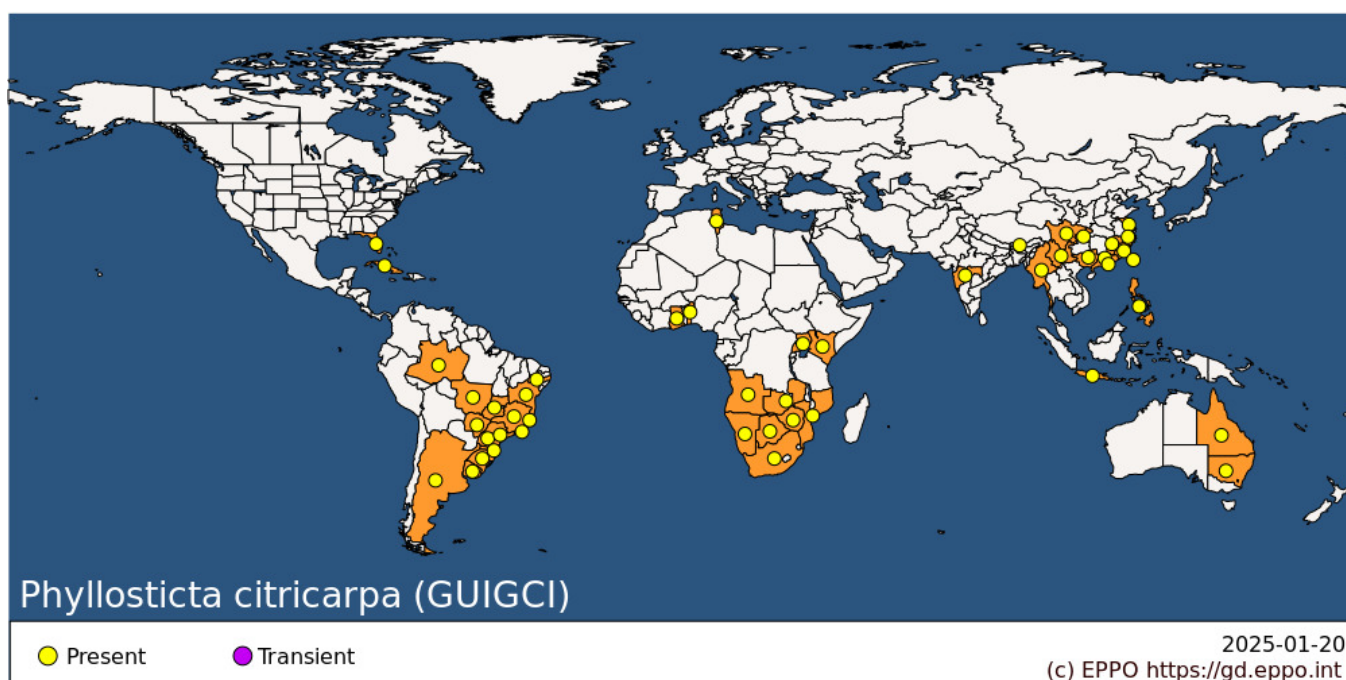 Phyllosticta citricarpa (GUIGCI)
Present
Transient
2025-01-20
(c) EPPO https://gd.eppo.int